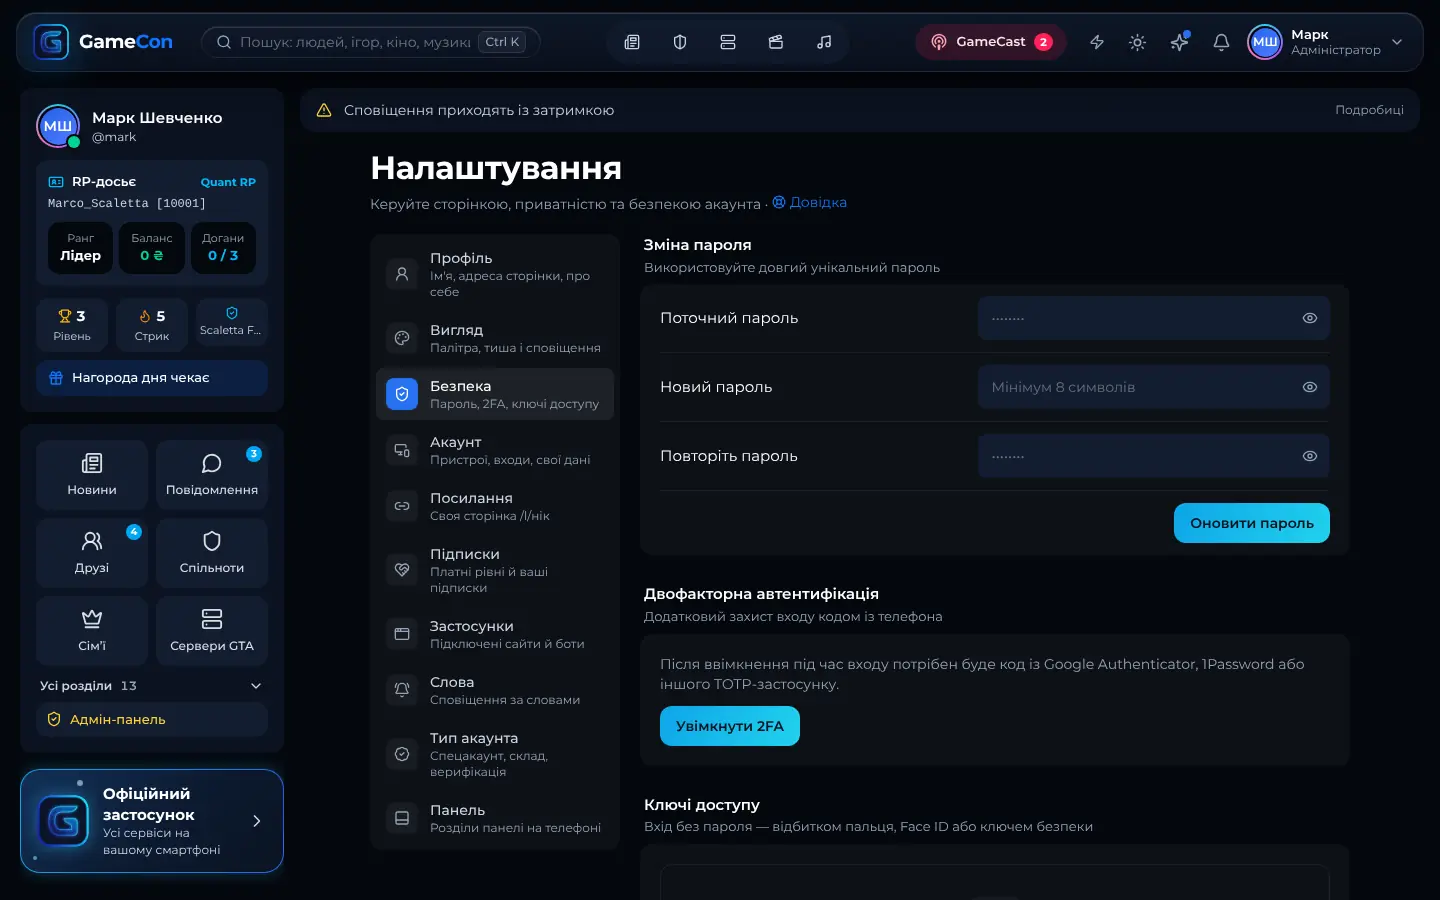 GameCon
Пошук: людей, ігор, кіно, музику
Ctrl K
GameCast 2
МШ
Марк
Адміністратор
МШ
Марк Шевченко
@mark
RP-досьє
Quant RP
Marco_Scaletta [10001]
Ранг
Лідер
Баланс
0 ₴
Догани
0 / 3
3
Рівень
5
Стрик
Scaletta F...
Нагорода дня чекає
Новини
3
Повідомлення
4
Друзі
Спільноти
Сім'ї
Сервери GTA
Усі розділи 13
Адмін-панель
Офіційний
застосунок
Усі сервіси на
вашому смартфоні
Сповіщення приходять із затримкою
Подробиці
Налаштування
Керуйте сторінкою, приватністю та безпекою акаунта · Довідка
Профіль
Ім'я, адреса сторінки, про
себе
Вигляд
Палітра, тиша і сповіщення
Безпека
Пароль, 2FA, ключі доступу
Акаунт
Пристрої, входи, свої дані
Посилання
Своя сторінка /l/нік
Підписки
Платні рівні й ваші
підписки
Застосунки
Підключені сайти й боти
Слова
Сповіщення за словами
Тип акаунта
Спецакаунт, склад,
верифікація
Панель
Розділи панелі на телефоні
Зміна пароля
Використовуйте довгий унікальний пароль
Поточний пароль
········
Новий пароль
Мінімум 8 символів
Повторіть пароль
········
Оновити пароль
Двофакторна автентифікація
Додатковий захист входу кодом із телефона
Після ввімкнення під час входу потрібен буде код із Google Authenticator, 1Password або
іншого TOTP-застосунку.
Увімкнути 2FA
Ключі доступу
Вхід без пароля — відбитком пальця, Face ID або ключем безпеки